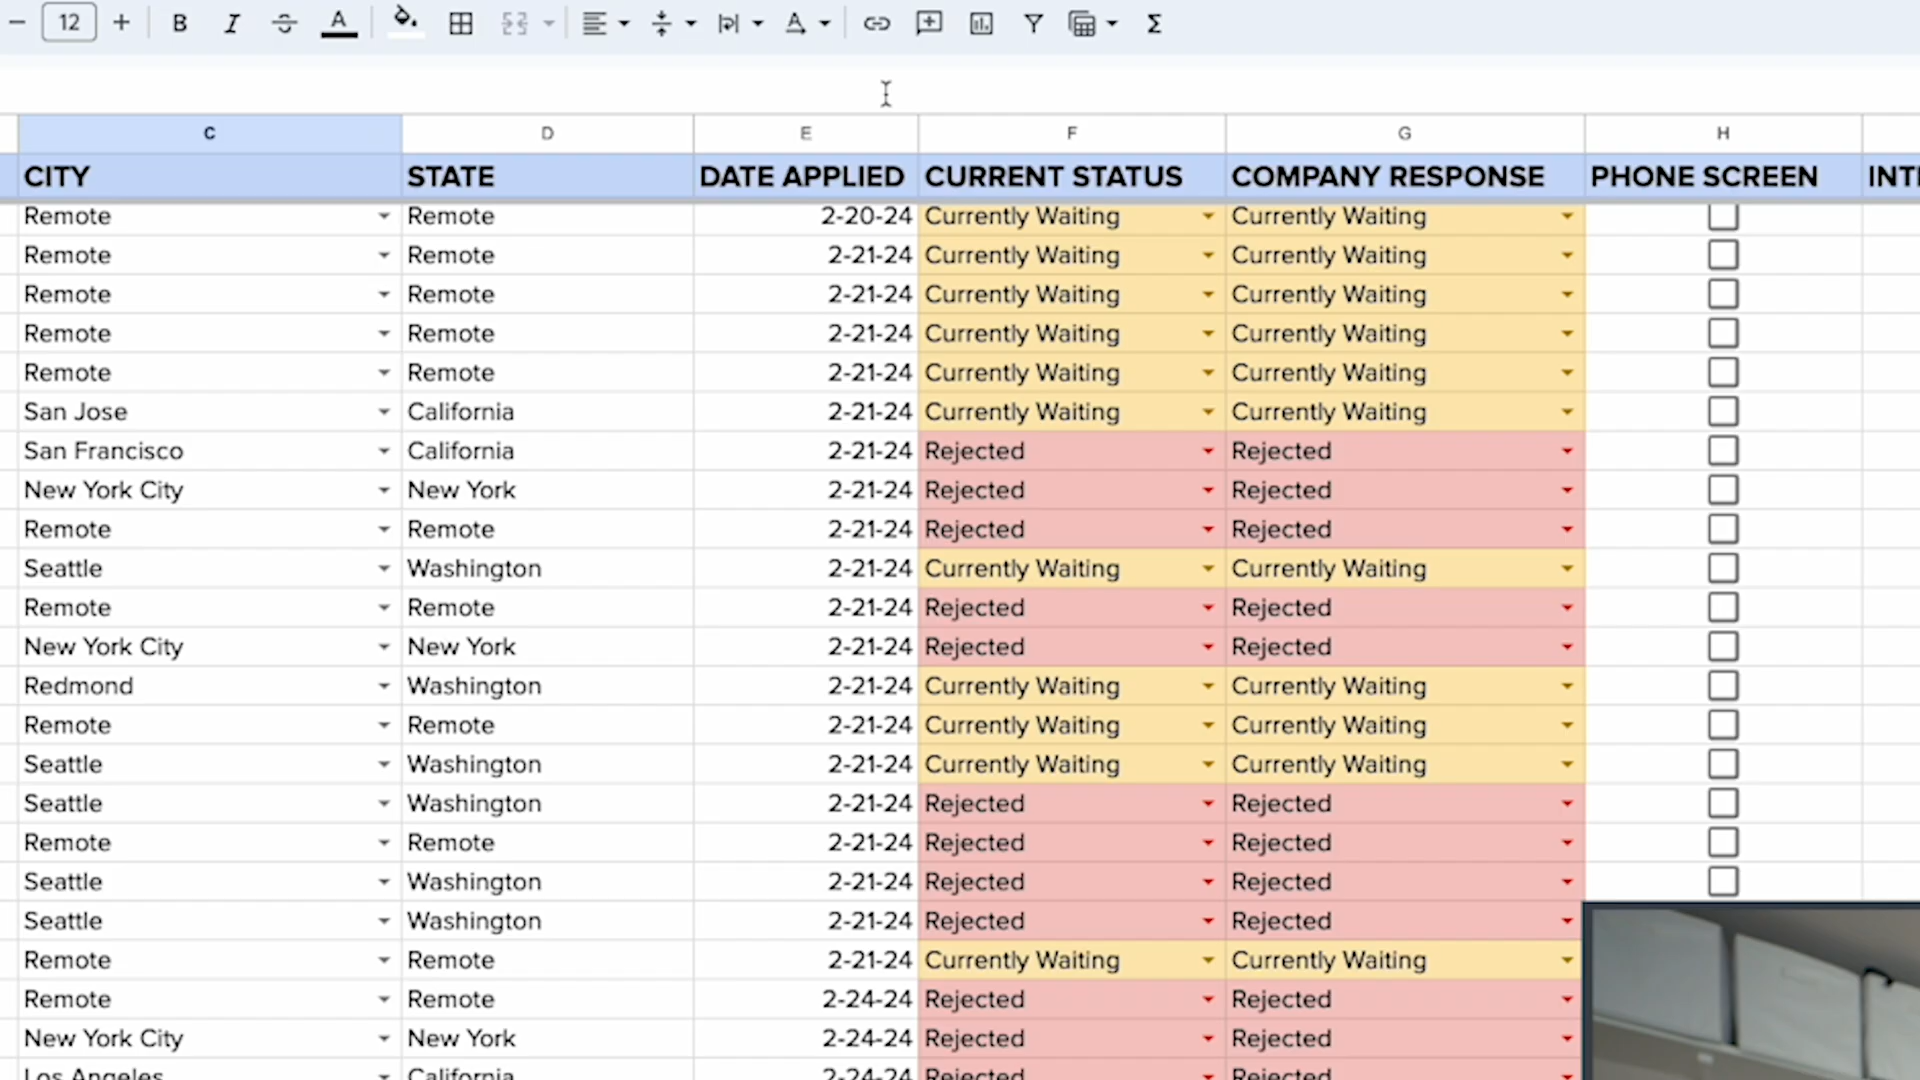 12 B I S A A Σ
C D E F G H
CITY STATE DATE APPLIED CURRENT STATUS COMPANY RESPONSE PHONE SCREEN INT
Remote Remote 2-20-24 Currently Waiting Currently Waiting
Remote Remote 2-21-24 Currently Waiting Currently Waiting
Remote Remote 2-21-24 Currently Waiting Currently Waiting
Remote Remote 2-21-24 Currently Waiting Currently Waiting
Remote Remote 2-21-24 Currently Waiting Currently Waiting
San Jose California 2-21-24 Currently Waiting Currently Waiting
San Francisco California 2-21-24 Rejected Rejected
New York City New York 2-21-24 Rejected Rejected
Remote Remote 2-21-24 Rejected Rejected
Seattle Washington 2-21-24 Currently Waiting Currently Waiting
Remote Remote 2-21-24 Rejected Rejected
New York City New York 2-21-24 Rejected Rejected
Redmond Washington 2-21-24 Currently Waiting Currently Waiting
Remote Remote 2-21-24 Currently Waiting Currently Waiting
Seattle Washington 2-21-24 Currently Waiting Currently Waiting
Seattle Washington 2-21-24 Rejected Rejected
Remote Remote 2-21-24 Rejected Rejected
Seattle Washington 2-21-24 Rejected Rejected
Seattle Washington 2-21-24 Rejected Rejected
Remote Remote 2-21-24 Currently Waiting Currently Waiting
Remote Remote 2-24-24 Rejected Rejected
New York City New York 2-24-24 Rejected Rejected
Los Angeles California 2-24-24 Rejected Rejected